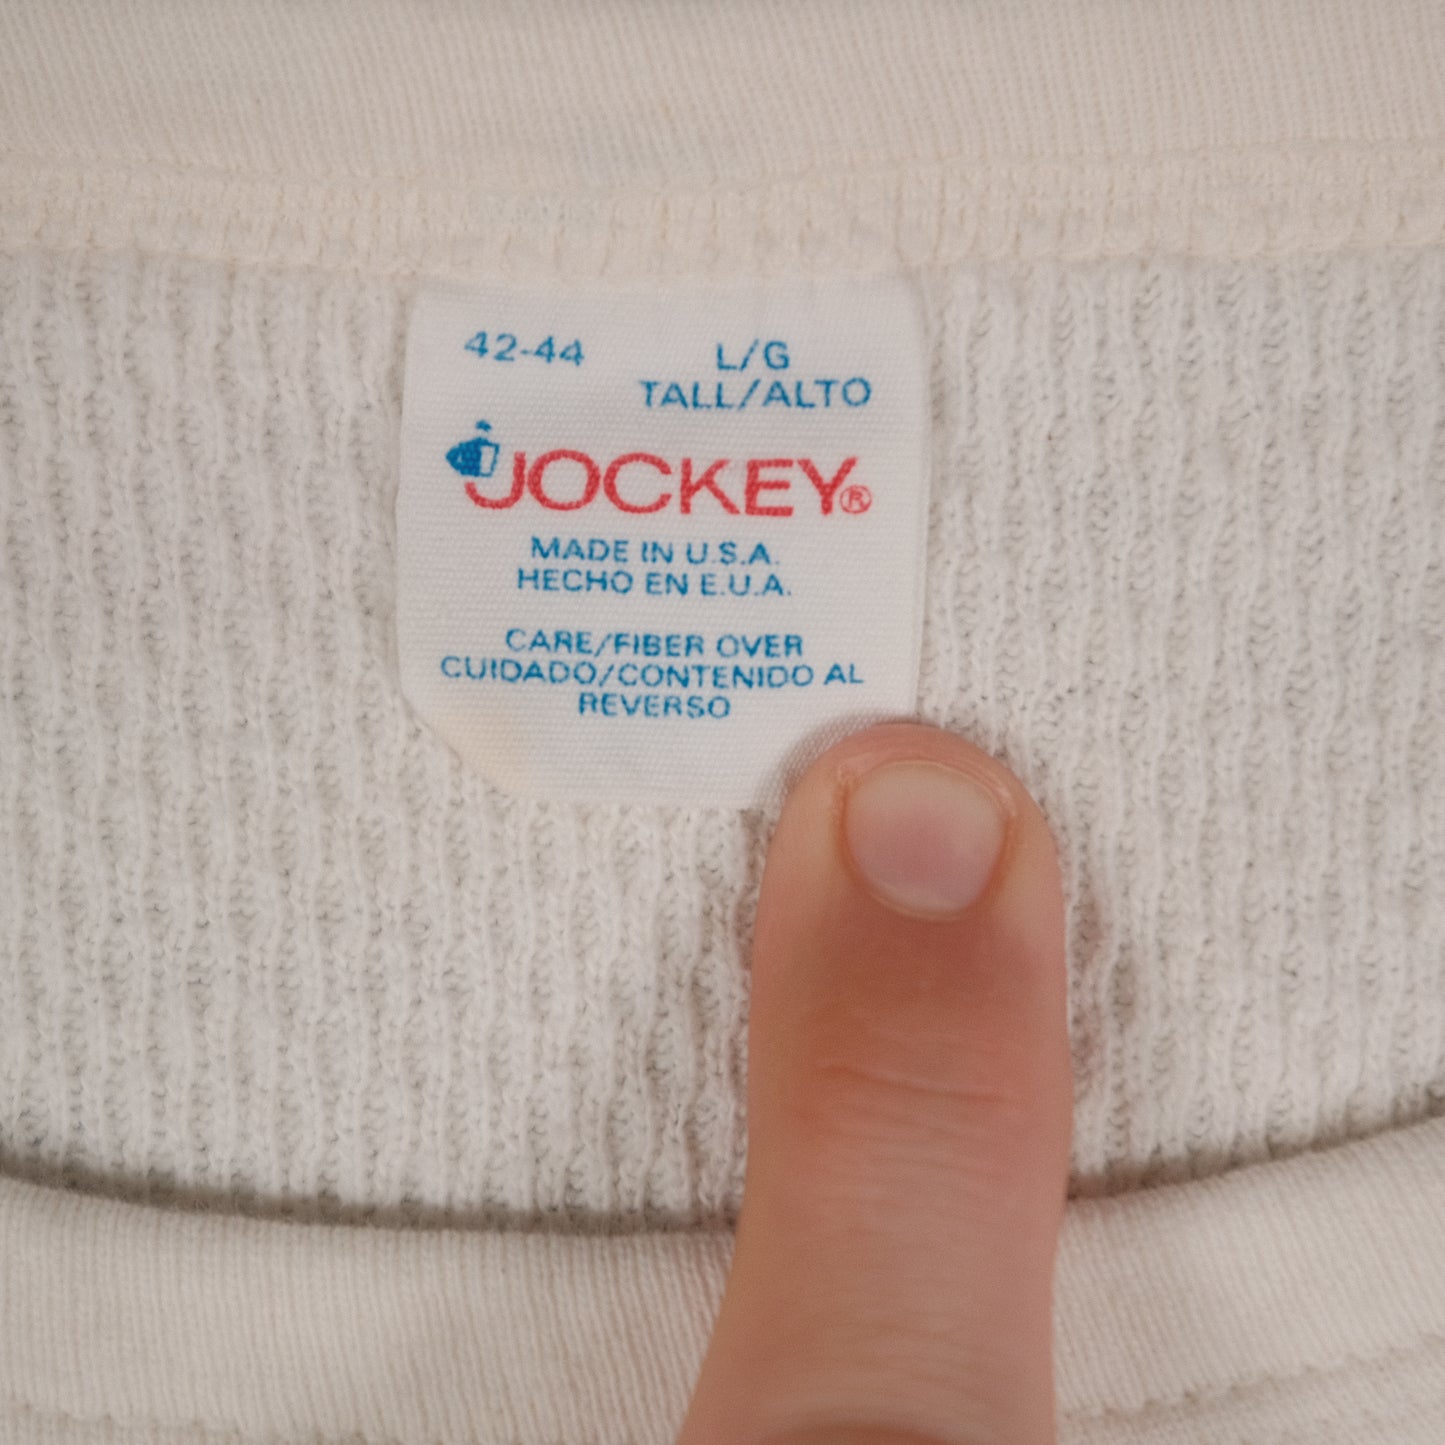 42-44 L/G
TALL/ALTO
JOCKEY®
MADE IN U.S.A.
HECHO EN E.U.A.
CARE/FIBER OVER
CUIDADO/CONTENIDO AL
REVERSO